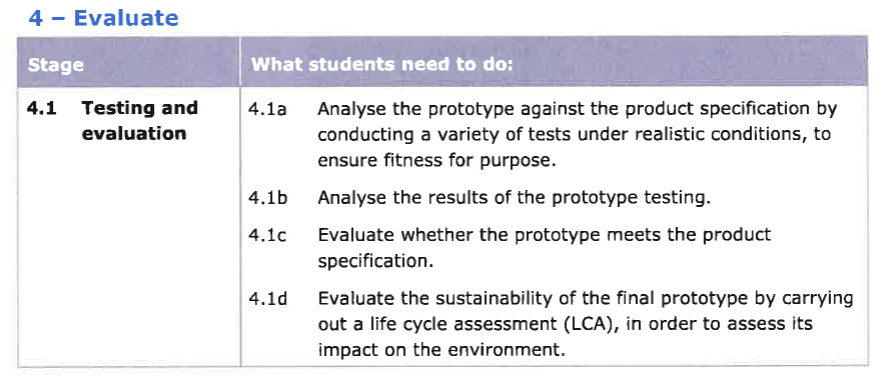 4 – Evaluate
Stage
What students need to do:
4.1 Testing and
evaluation
4.1a Analyse the prototype against the product specification by
conducting a variety of tests under realistic conditions, to
ensure fitness for purpose.
4.1b Analyse the results of the prototype testing.
4.1c Evaluate whether the prototype meets the product
specification.
4.1d Evaluate the sustainability of the final prototype by carrying
out a life cycle assessment (LCA), in order to assess its
impact on the environment.